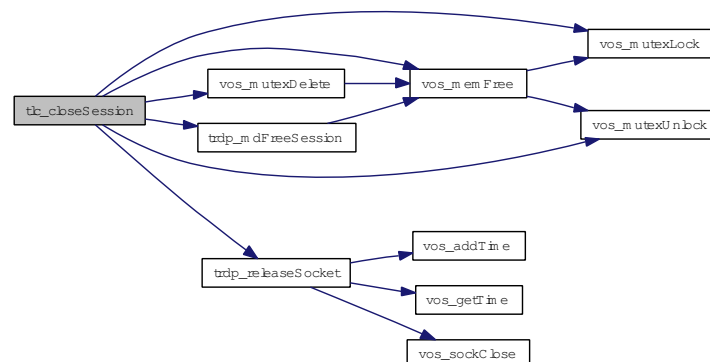 vos_mutexLock
vos_mutexDelete
vos_memFree
tlc_closeSession
vos_mutexUnlock
trdp_mdFreeSession
vos_addTime
trdp_releaseSocket
vos_getTime
vos_sockClose